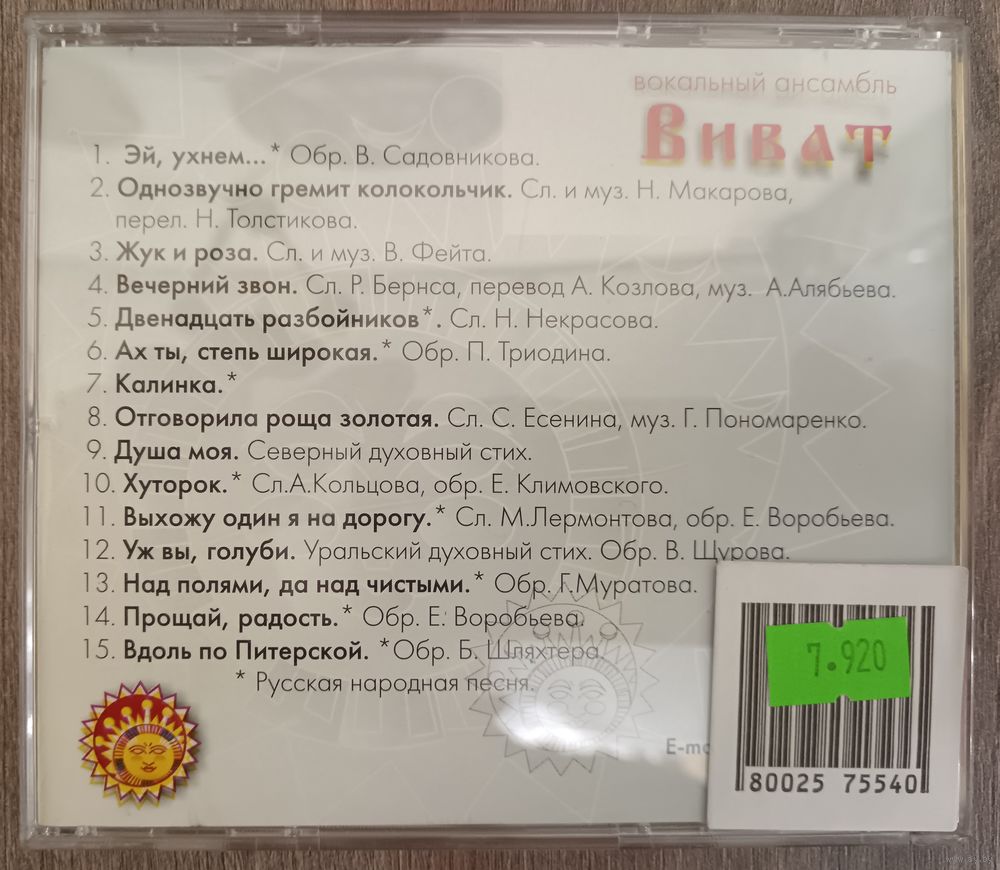 вокальный ансамбль
Виват
1. Эй, ухнем...* Обр. В. Садовникова.
2. Однозвучно гремит колокольчик. Сл. и муз. Н. Макарова,
перел. Н. Толстикова.
3. Жук и роза. Сл. и муз. В. Фейта.
4. Вечерний звон. Сл. Р. Бернса, перевод А. Козлова, муз. А.Алябьева.
5. Двенадцать разбойников*. Сл. Н. Некрасова.
6. Ах ты, степь широкая.* Обр. П. Триодина.
7. Калинка.*
8. Отговорила роща золотая. Сл. С. Есенина, муз. Г. Пономаренко.
9. Душа моя. Северный духовный стих.
10. Хуторок.* Сл.А.Кольцова, обр. Е. Климовского.
11. Выхожу один я на дорогу.* Сл. М.Лермонтова, обр. Е. Воробьева.
12. Уж вы, голуби. Уральский духовный стих. Обр. В. Щурова.
13. Над полями, да над чистыми.* Обр. Г.Муратова.
14. Прощай, радость.* Обр. Е. Воробьева.
15. Вдоль по Питерской. *Обр. Б. Шляхтера.
* Русская народная песня.
7.920
80025 75540
www.ay.by